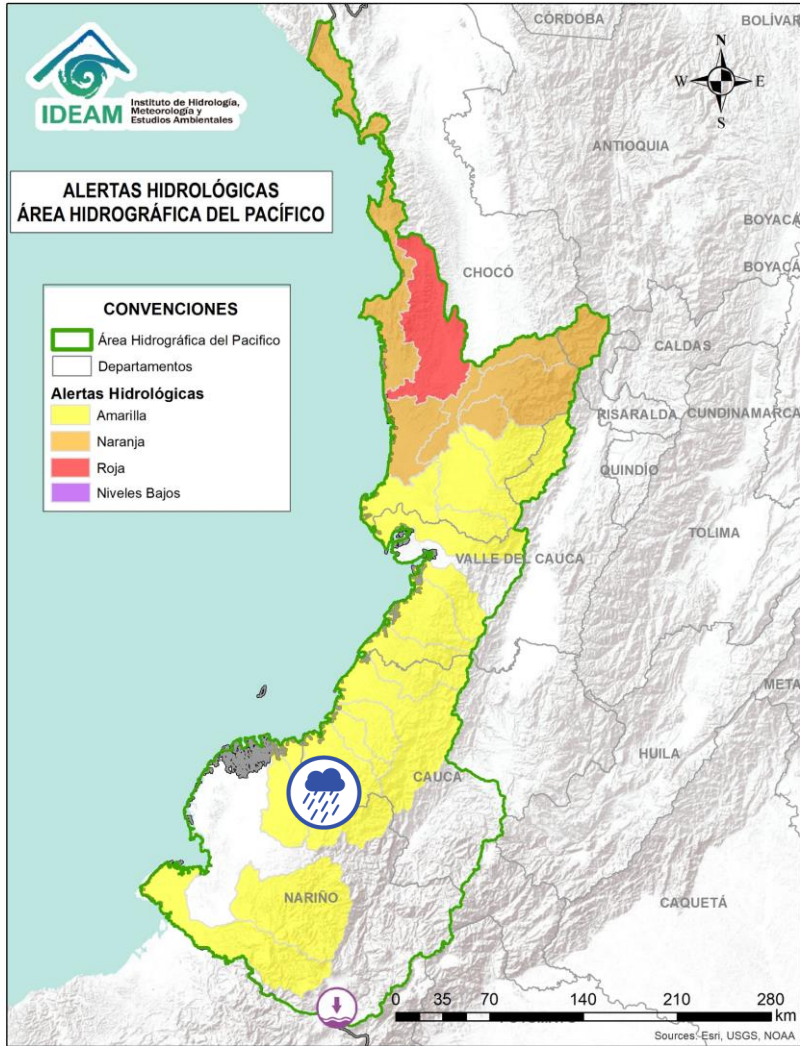 CÓRDOBA
BOLÍVAR
N
W
E
S
IDEAM
Instituto de Hidrología,
Meteorología y
Estudios Ambientales
ANTIOQUIA
ALERTAS HIDROLÓGICAS
ÁREA HIDROGRÁFICA DEL PACÍFICO
BOYACÁ
BOYACÁ
CHOCÓ
CONVENCIONES
Área Hidrográfica del Pacífico
Departamentos
Alertas Hidrológicas
Amarilla
Naranja
Roja
Niveles Bajos
CALDAS
RISARALDA
CUNDINAMARCA
QUINDÍO
TOLIMA
VALLE DEL CAUCA
META
HUILA
CAUCA
NARIÑO
CAQUETÁ
0 35 70 140 210 280
km
Sources: Esri, USGS, NOAA